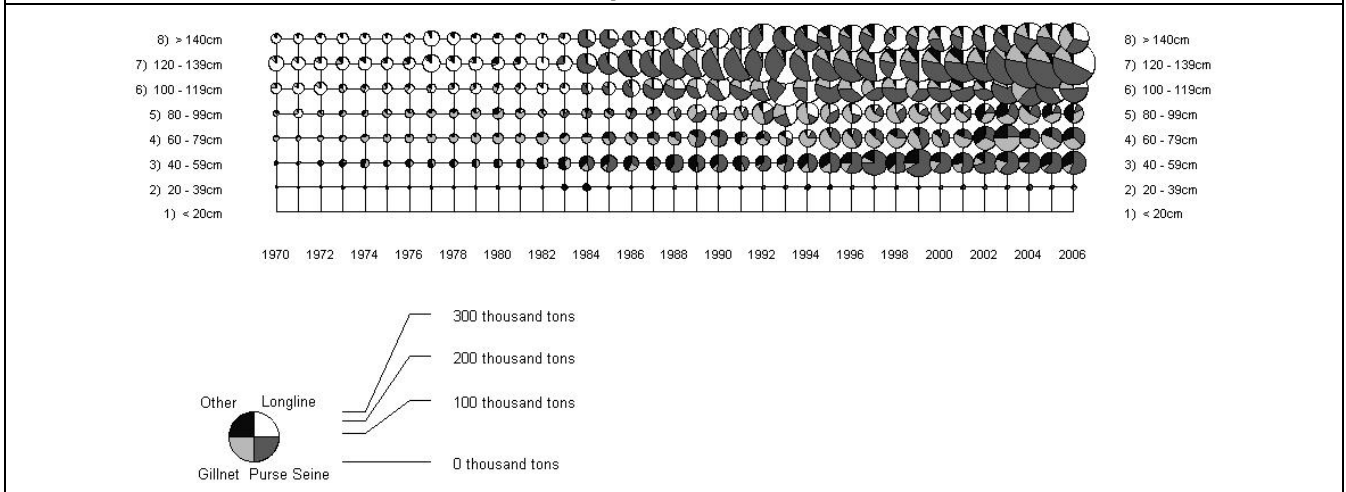 8) > 140cm
7) 120 - 139cm
6) 100 - 119cm
5) 80 - 99cm
4) 60 - 79cm
3) 40 - 59cm
2) 20 - 39cm
1) < 20cm
8) > 140cm
7) 120 - 139cm
6) 100 - 119cm
5) 80 - 99cm
4) 60 - 79cm
3) 40 - 59cm
2) 20 - 39cm
1) < 20cm
1970 1972 1974 1976 1978 1980 1982 1984 1986 1988 1990 1992 1994 1996 1998 2000 2002 2004 2006
300 thousand tons
200 thousand tons
100 thousand tons
0 thousand tons
Other Longline
Gillnet Purse Seine